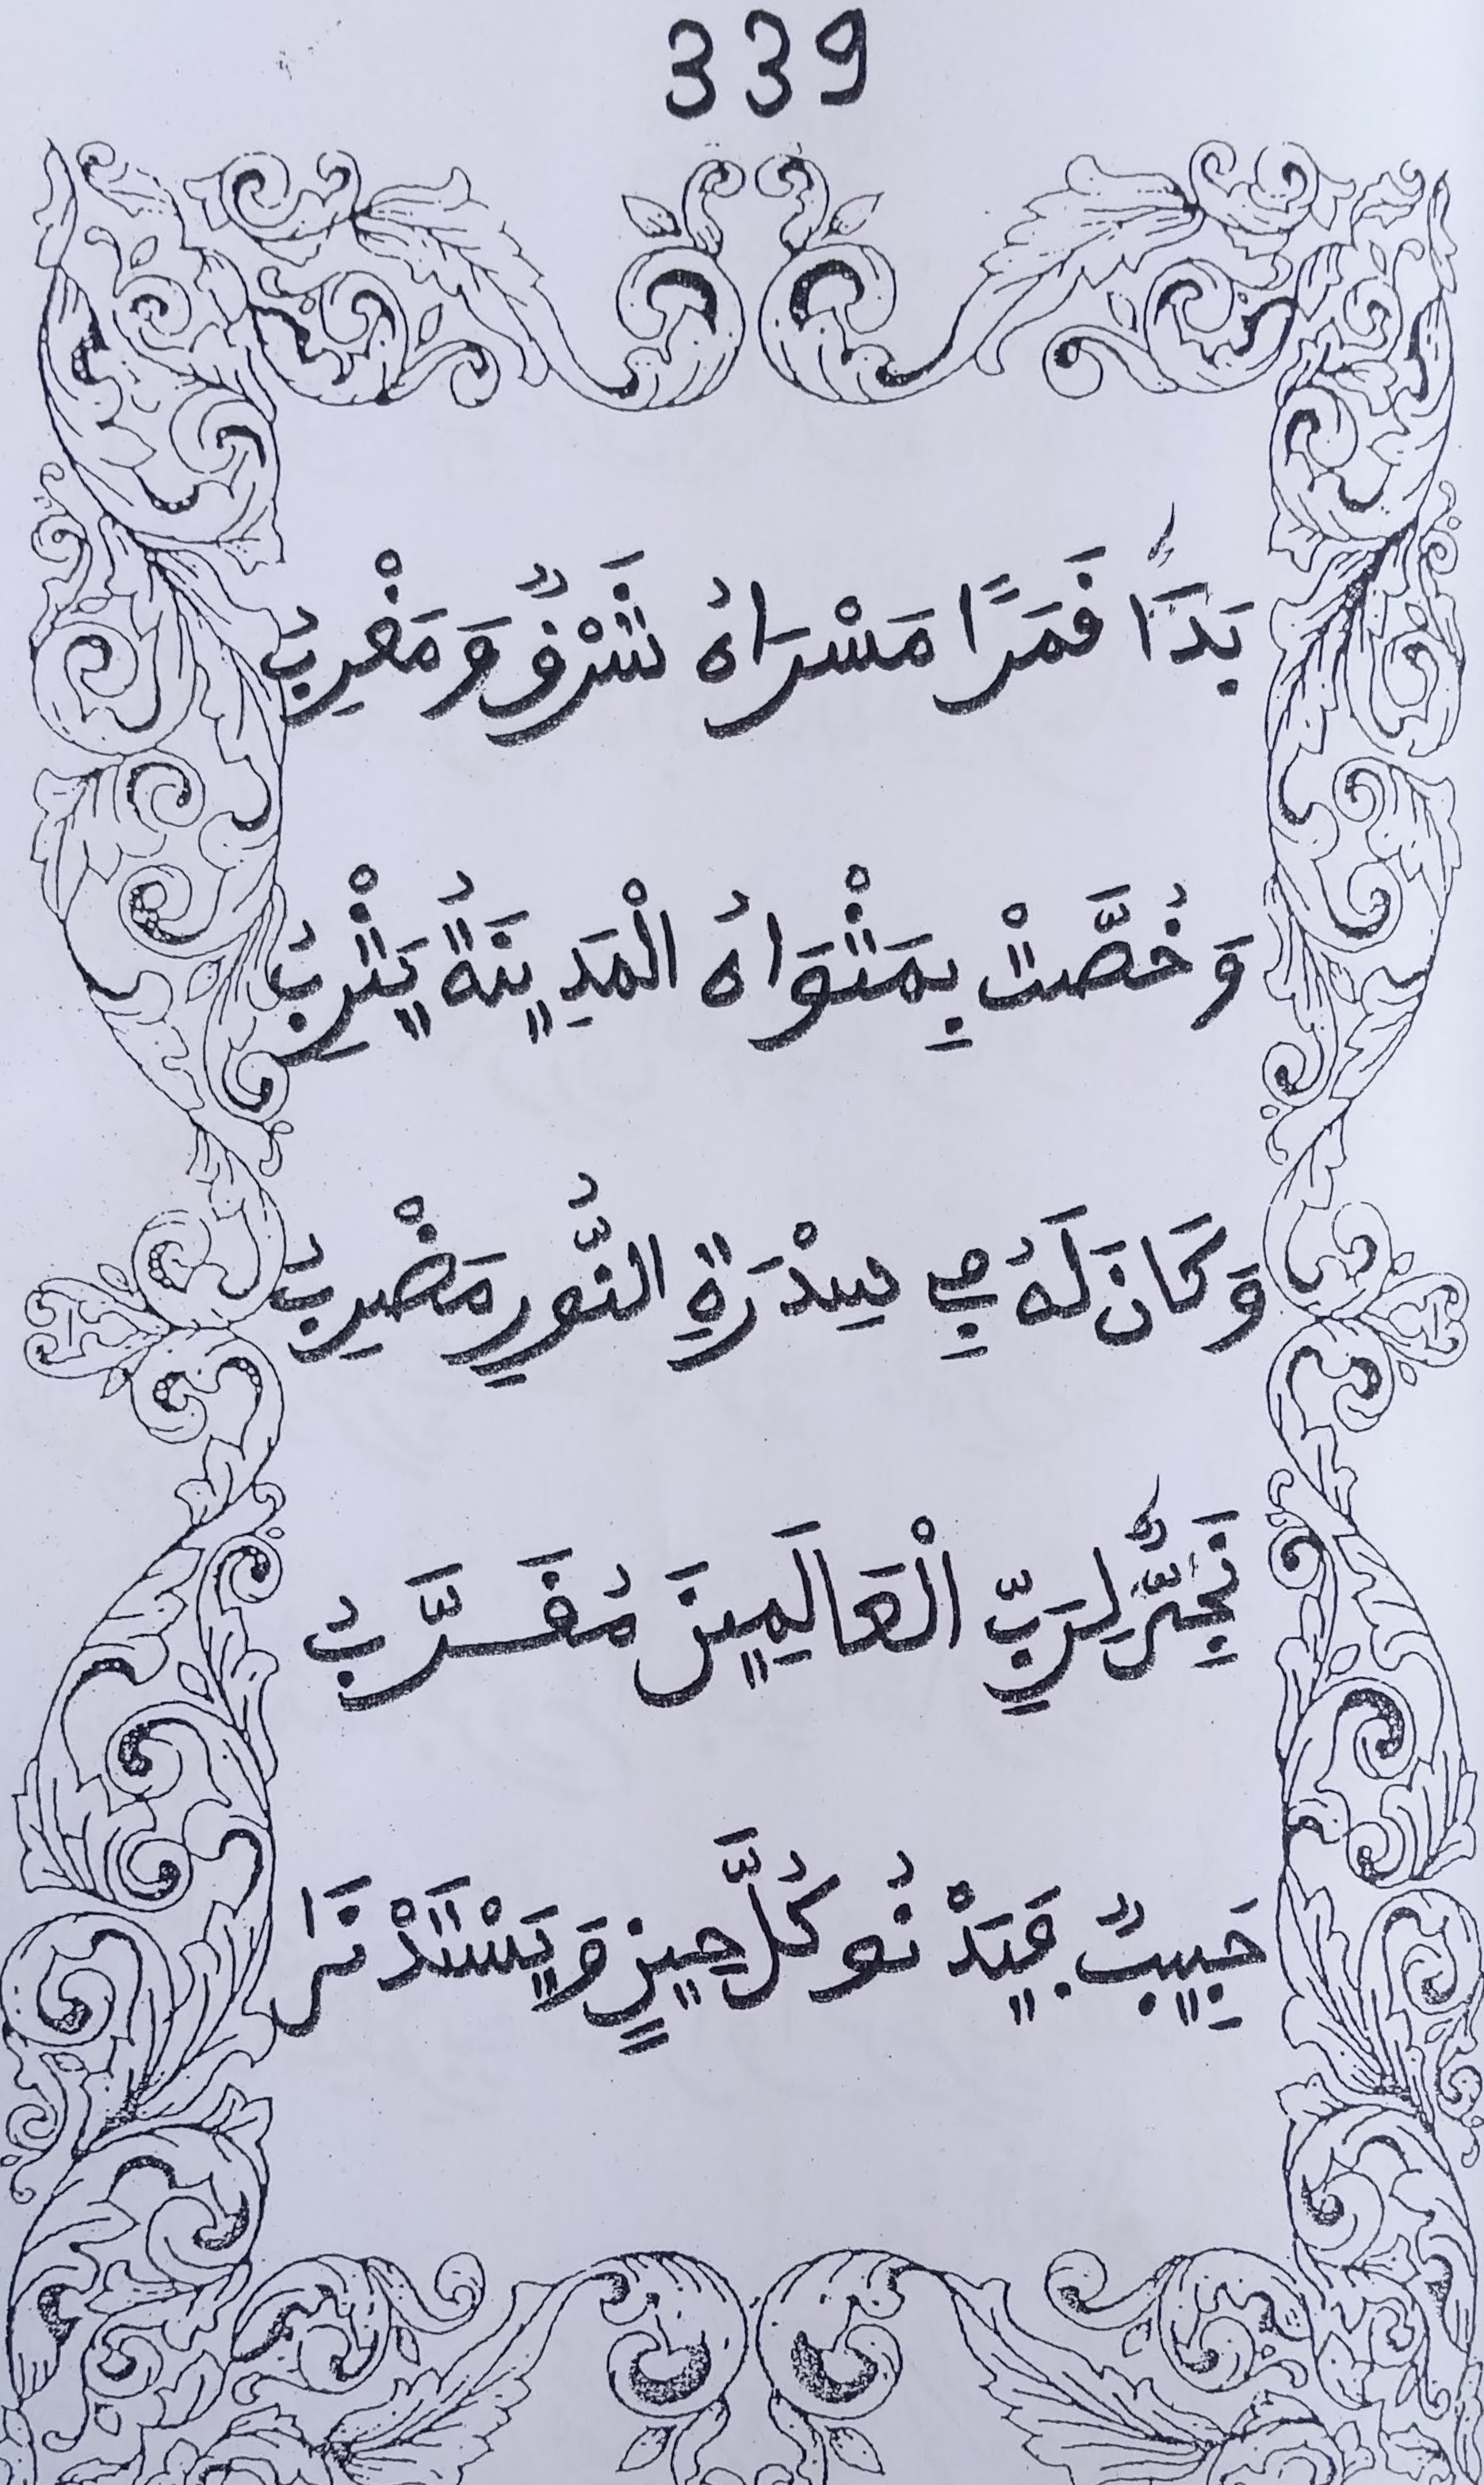 339
بَدَا قَمَرًا مَسْرَاهُ شَرْقٌ وَمَغْرِبُ
وَخُصَّتْ بِمَثْوَاهُ الْمَدِينَةُ يَثْرِبُ
وَكَانَ لَهُ فِي سِدْرَةِ النُّورِ مَضْرِبُ
نَجِيٌّ لِرَبِّ الْعَالَمِينَ مُقَرَّبُ
حَبِيبٌ فَيَدْنُو كُلَّ حِينٍ وَيَسْتَدْنَى